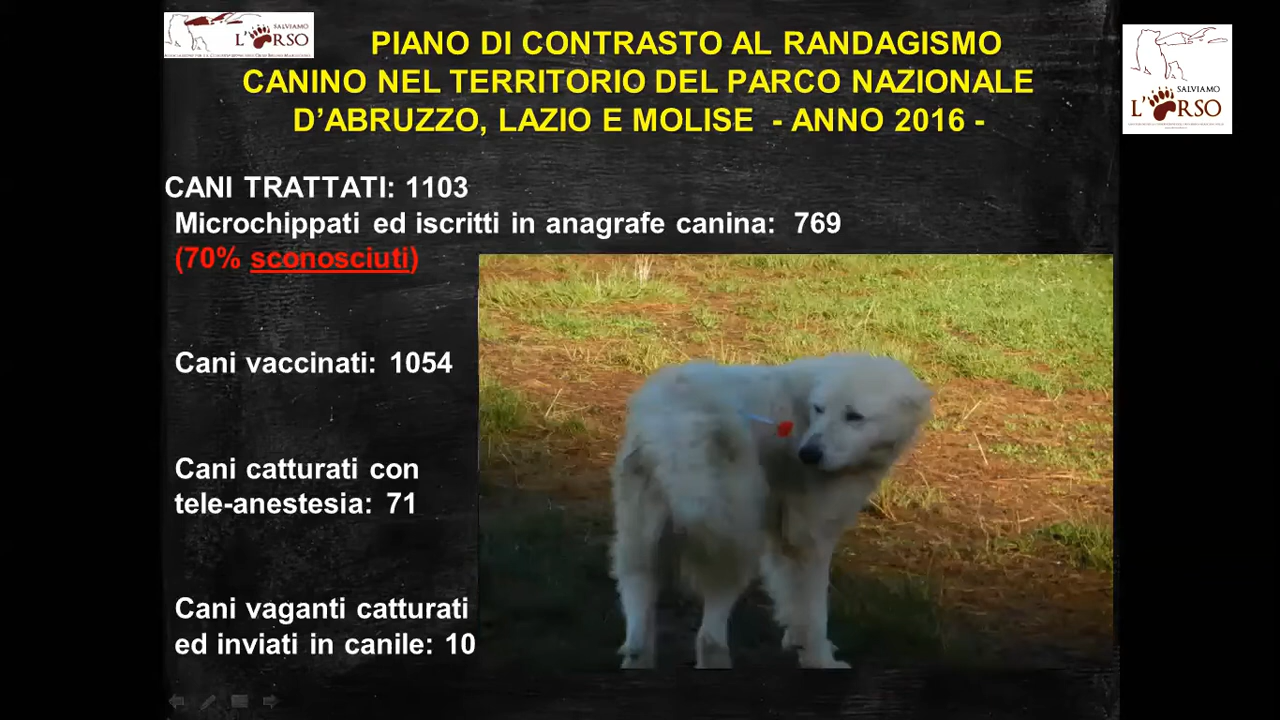 SALVIAMO
L'ORSO
PIANO DI CONTRASTO AL RANDAGISMO
CANINO NEL TERRITORIO DEL PARCO NAZIONALE
D'ABRUZZO, LAZIO E MOLISE - ANNO 2016 -
SALVIAMO
L'ORSO
CANI TRATTATI: 1103
Microchippati ed iscritti in anagrafe canina: 769
(70% sconosciuti)
Cani vaccinati: 1054
Cani catturati con
tele-anestesia: 71
Cani vaganti catturati
ed inviati in canile: 10